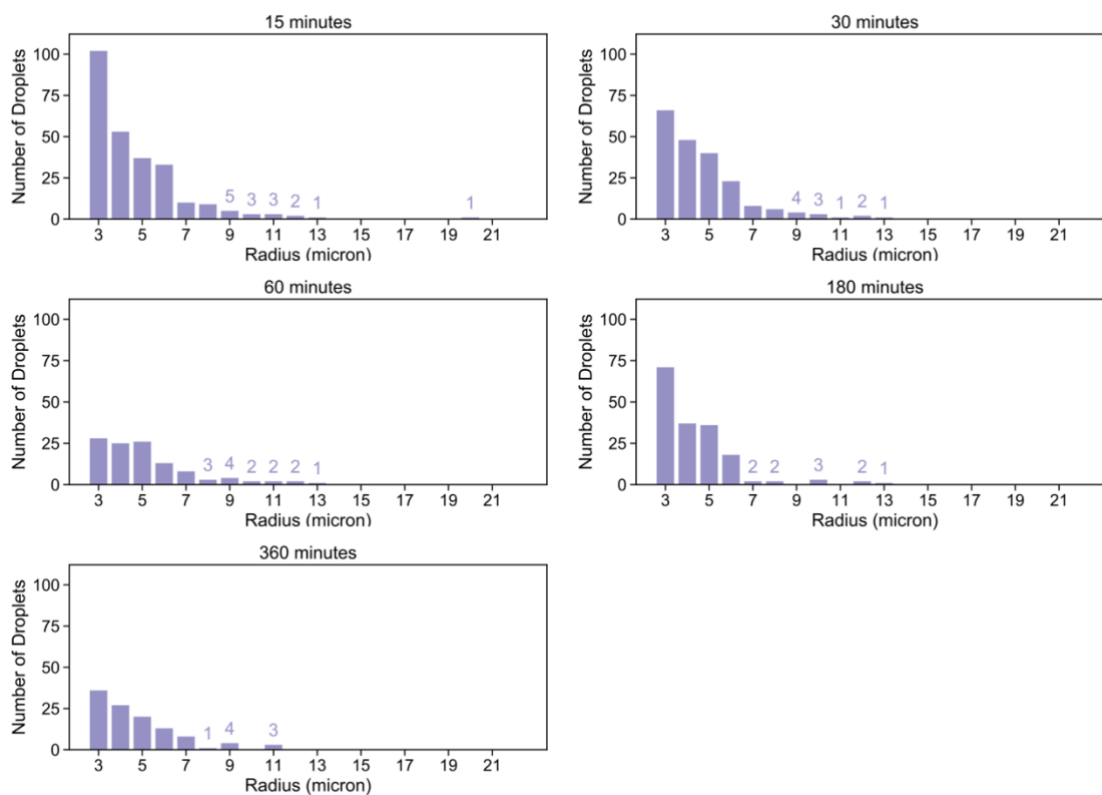 15 minutes
Number of Droplets
100
75
50
25
0
5 3 3 2 1 1
3 5 7 9 11 13 15 17 19 21
Radius (micron)
30 minutes
Number of Droplets
100
75
50
25
0
4 3 1 2 1
3 5 7 9 11 13 15 17 19 21
Radius (micron)
60 minutes
Number of Droplets
100
75
50
25
0
3 4 2 2 2 1
3 5 7 9 11 13 15 17 19 21
Radius (micron)
180 minutes
Number of Droplets
100
75
50
25
0
2 2 3 2 1
3 5 7 9 11 13 15 17 19 21
Radius (micron)
360 minutes
Number of Droplets
100
75
50
25
0
1 4 3
3 5 7 9 11 13 15 17 19 21
Radius (micron)